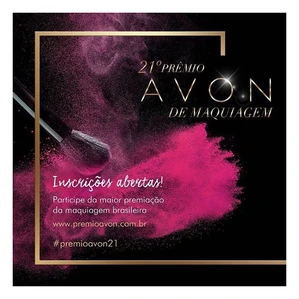 21º PRÊMIO
AVON
DE MAQUIAGEM
Inscrições abertas!
Participe da maior premiação
da maquiagem brasileira
www.premioavon.com.br
#premioavon21